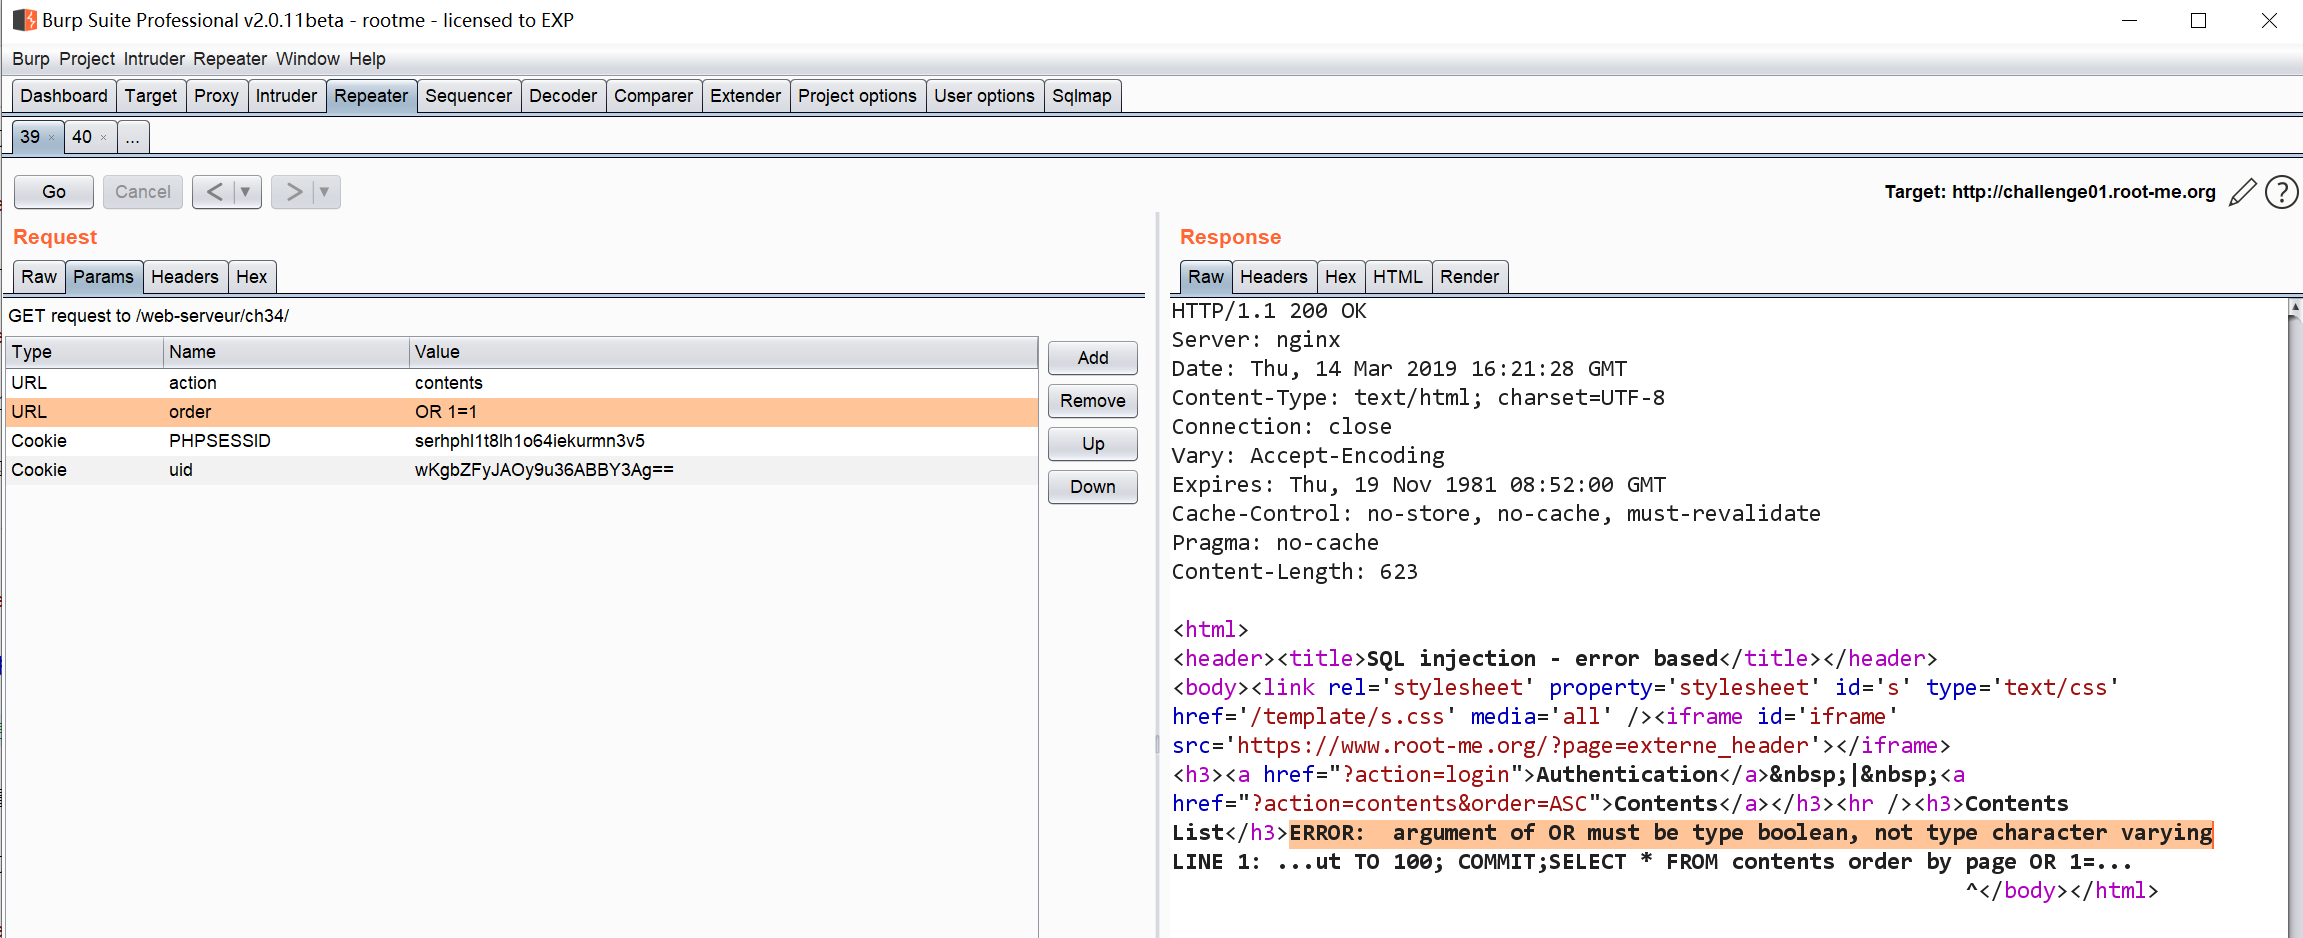 Burp Suite Professional v2.0.11beta - rootme - licensed to EXP
Burp Project Intruder Repeater Window Help
Dashboard Target Proxy Intruder Repeater Sequencer Decoder Comparer Extender Project options User options Sqlmap
39 × 40 × ...
Go Cancel < ▼ > ▼ Target: http://challenge01.root-me.org ?
Request
Raw Params Headers Hex
GET request to /web-serveur/ch34/
Type Name Value
URL action contents
URL order OR 1=1
Cookie PHPSESSID serhphl1t8lh1o64iekurmn3v5
Cookie uid wKgbZFyJAOy9u36ABBY3Ag==
Add
Remove
Up
Down
Response
Raw Headers Hex HTML Render
HTTP/1.1 200 OK
Server: nginx
Date: Thu, 14 Mar 2019 16:21:28 GMT
Content-Type: text/html; charset=UTF-8
Connection: close
Vary: Accept-Encoding
Expires: Thu, 19 Nov 1981 08:52:00 GMT
Cache-Control: no-store, no-cache, must-revalidate
Pragma: no-cache
Content-Length: 623
<html>
<header><title>SQL injection - error based</title></header>
<body><link rel='stylesheet' property='stylesheet' id='s' type='text/css'
href='/template/s.css' media='all' /><iframe id='iframe'
src='https://www.root-me.org/?page=externe_header'></iframe>
<h3><a href="?action=login">Authentication</a>&nbsp;|&nbsp;<a
href="?action=contents&order=ASC">Contents</a></h3><hr /><h3>Contents
List</h3>ERROR:  argument of OR must be type boolean, not type character varying
LINE 1: ...ut TO 100; COMMIT;SELECT * FROM contents order by page OR 1=...
^</body></html>